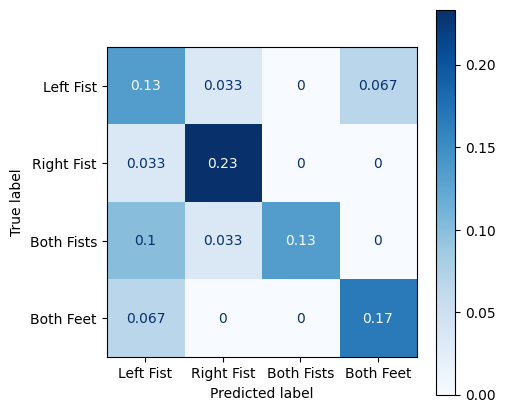 True label
Left Fist 0.13 0.033 0 0.067
Right Fist 0.033 0.23 0 0
Both Fists 0.1 0.033 0.13 0
Both Feet 0.067 0 0 0.17
Left Fist Right Fist Both Fists Both Feet
Predicted label
0.20
0.15
0.10
0.05
0.00